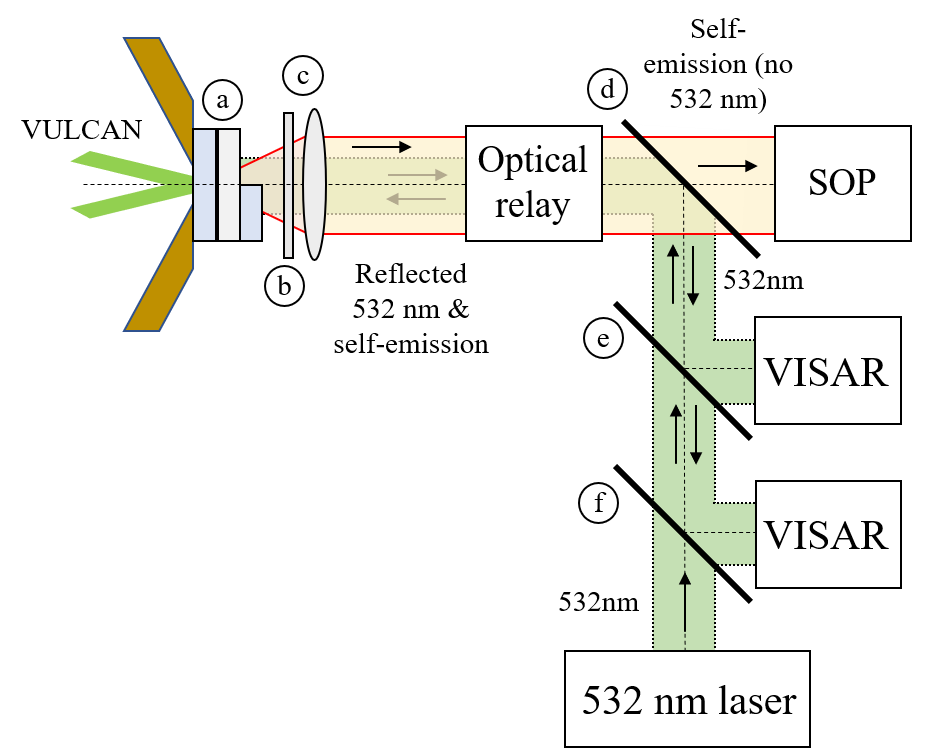 Self-
emission (no
532 nm)
c
d
a
VULCAN
Optical
relay
SOP
b
Reflected
532 nm &
self-emission
532nm
e
VISAR
f
VISAR
532nm
532 nm laser